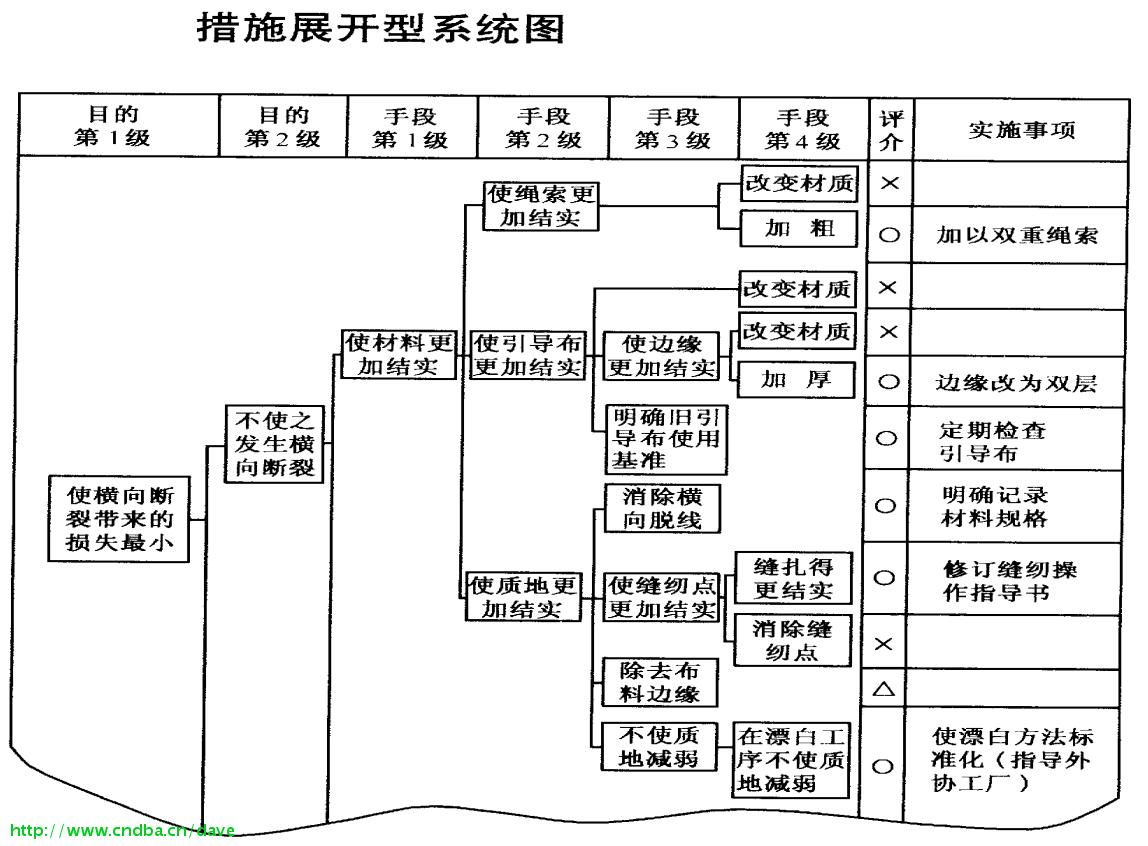 措施展开型系统图
目的
第1级
目的
第2级
手段
第1级
手段
第2级
手段
第3级
手段
第4级
评
介
实施事项
使绳索更
加结实
改变材质
×
加粗
○
加以双重绳索
改变材质
×
使材料更
加结实
使引导布
更加结实
使边缘
更加结实
改变材质
×
加厚
○
边缘改为双层
不使之
发生横
向断裂
明确旧引
导布使用
基准
○
定期检查
引导布
使横向断
裂带来的
损失最小
消除横
向脱线
○
明确记录
材料规格
使质地更
加结实
使缝纫点
更加结实
缝扎得
更结实
○
修订缝纫操
作指导书
消除缝
纫点
×
除去布
料边缘
△
不使质
地减弱
在漂白工
序不使质
地减弱
○
使漂白方法标
准化（指导外
协工厂）
http://www.cndba.cn/dave